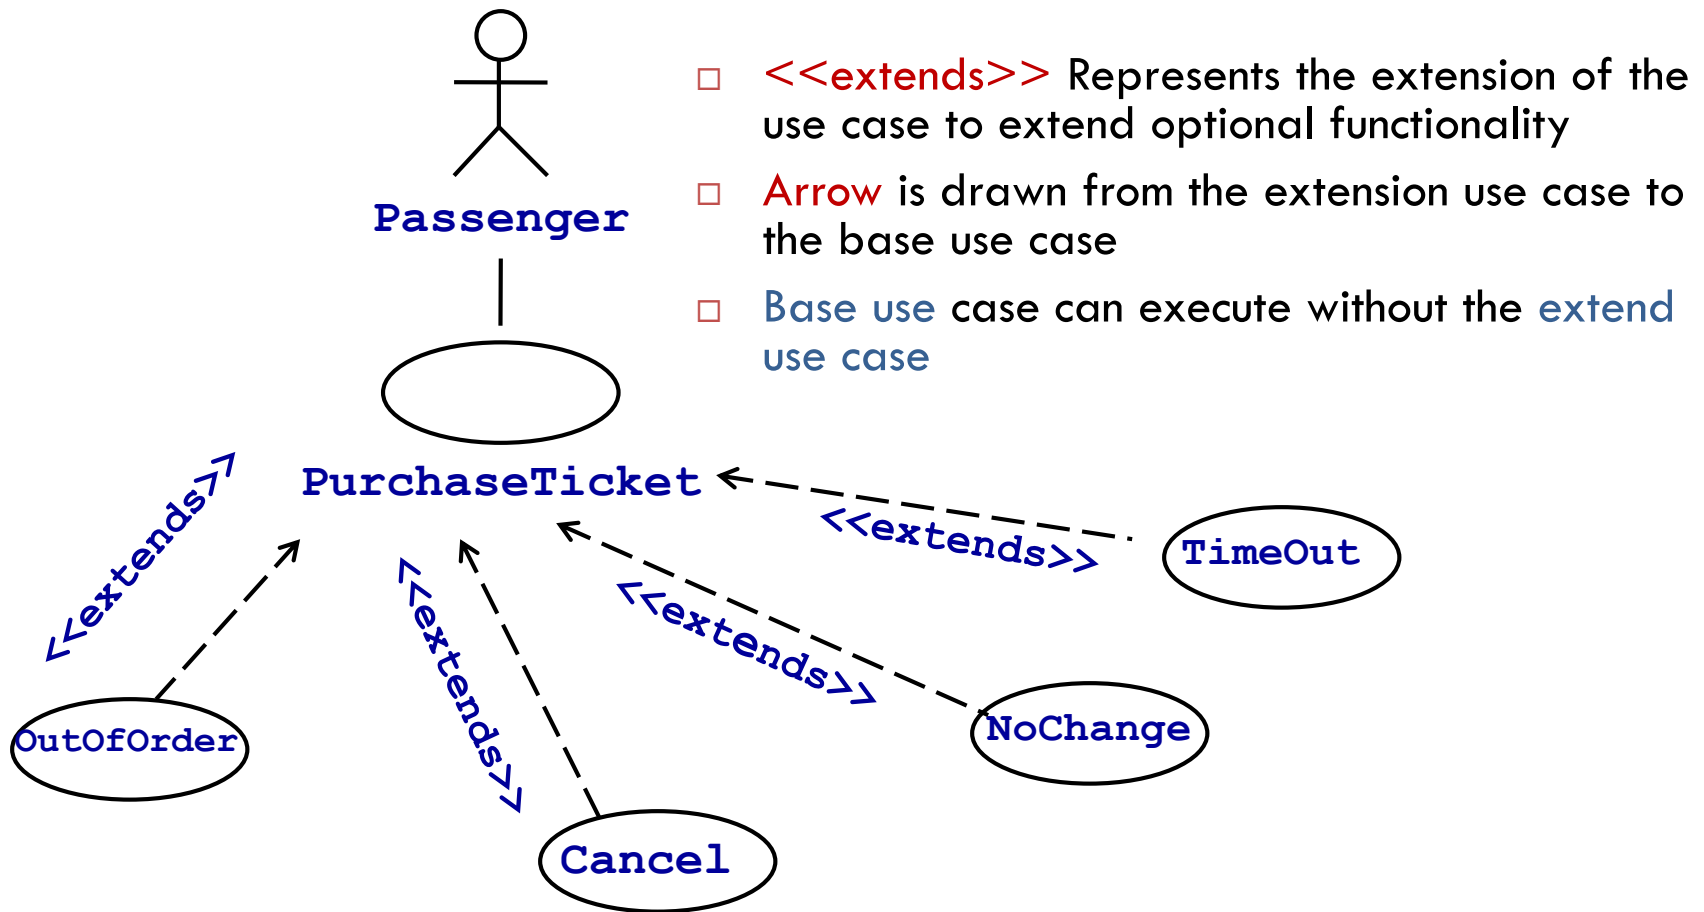 <<extends>> Represents the extension of the
use case to extend optional functionality
Arrow is drawn from the extension use case to
the base use case
Base use case can execute without the extend
use case
Passenger
PurchaseTicket
<<extends>>
<<extends>>
<<extends>>
<<extends>>
TimeOut
NoChange
OutOfOrder
Cancel